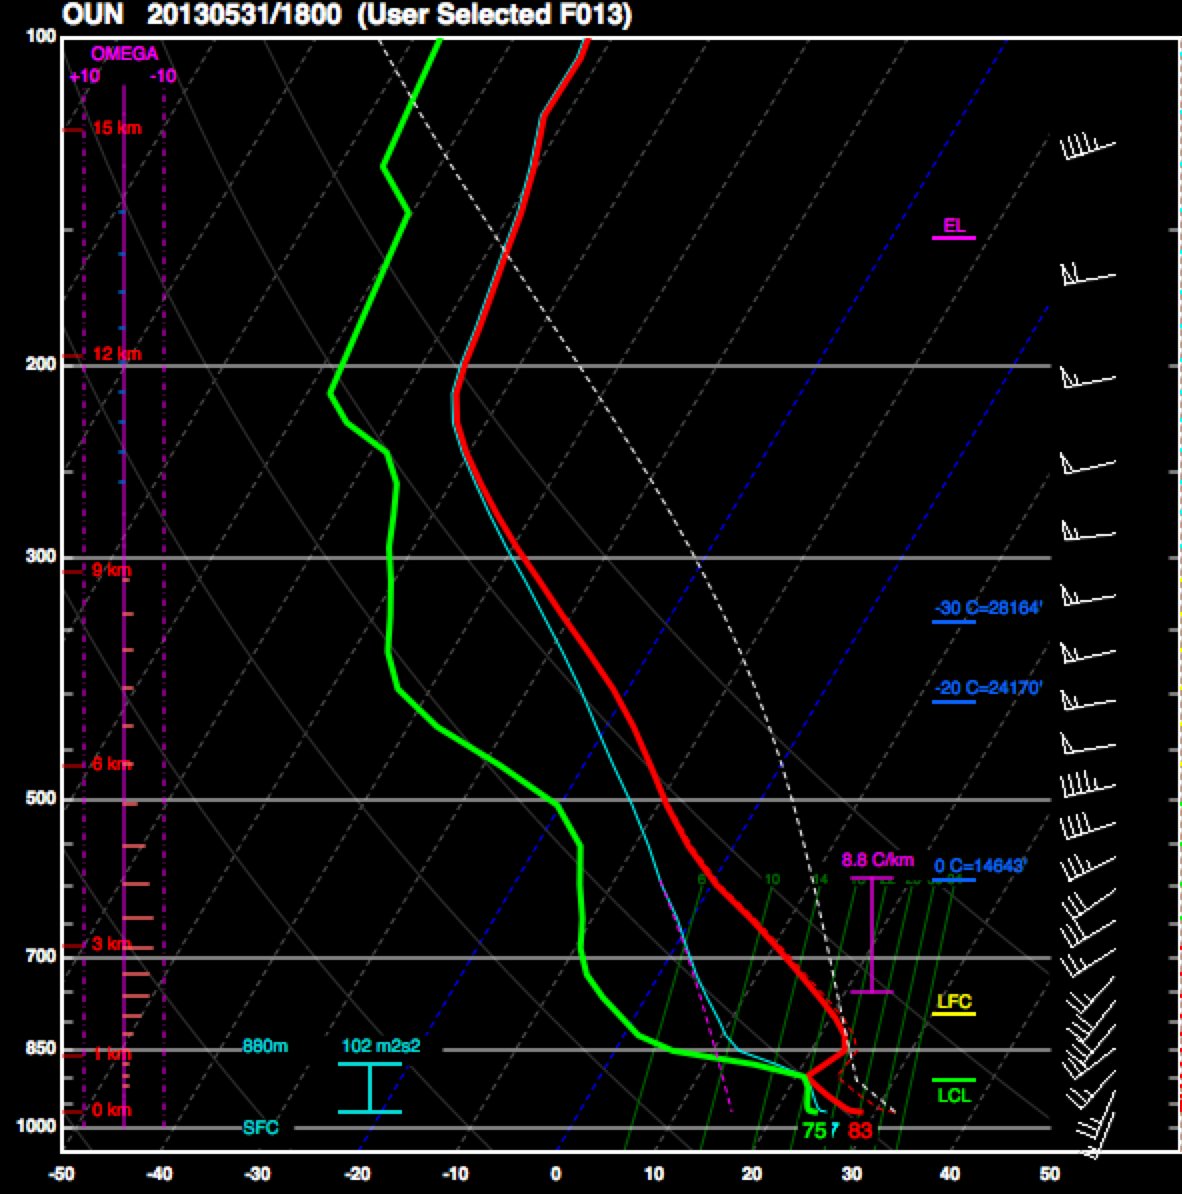 OUN 20130531/1800 (User Selected F013)
100
OMEGA
+10 -10
15 km
EL
12 km
200
300
9 km
-30 C=28164'
-20 C=24170'
6 km
500
8.8 C/km
0 C=14643'
6 10 14
3 km
700
LFC
880m
102 m2s2
850
1 km
LCL
0 km
1000
SFC
75 83
-50 -40 -30 -20 -10 0 10 20 30 40 50